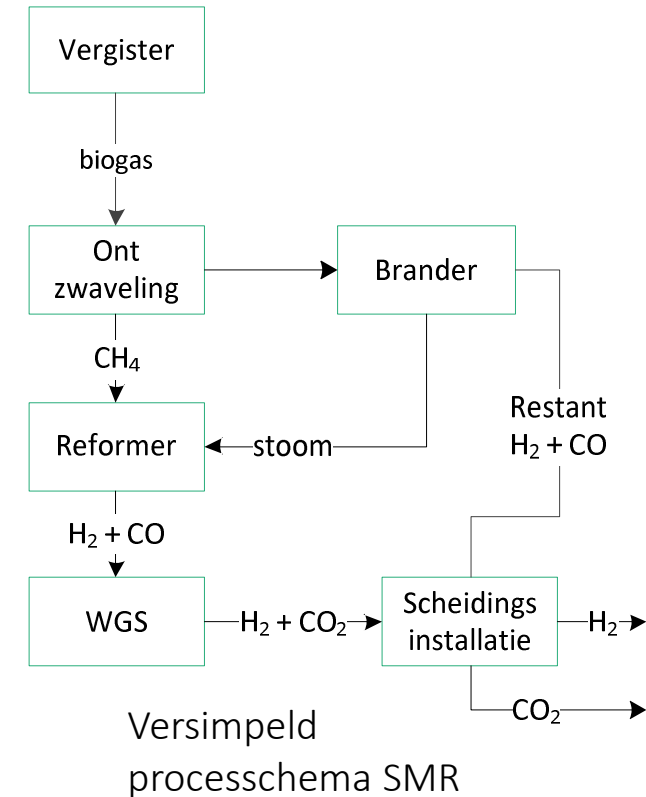 Vergister
biogas
Ont
zwaveling
Brander
CH₄
Restant
H₂ + CO
Reformer
stoom
H₂ + CO
WGS
H₂ + CO₂
Scheidings
installatie
H₂
CO₂
Versimpeld
processchema SMR